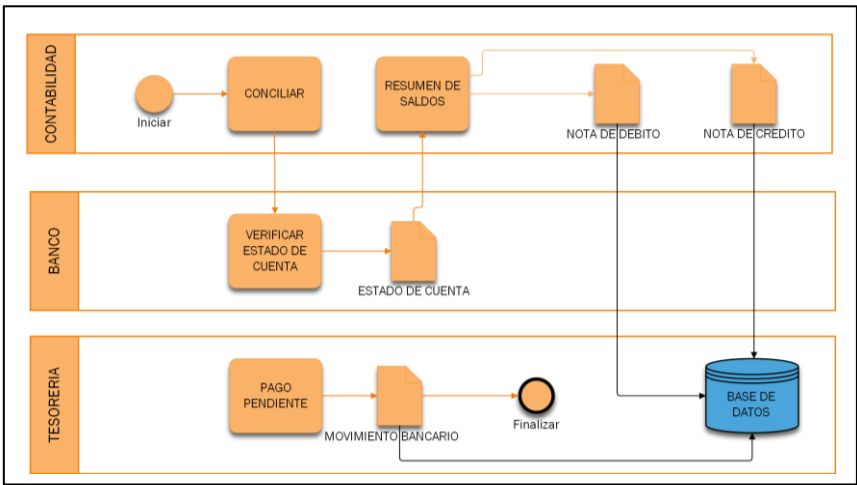 CONTABILIDAD
Iniciar
CONCILIAR
RESUMEN DE
SALDOS
NOTA DE DEBITO
NOTA DE CREDITO
BANCO
VERIFICAR
ESTADO DE
CUENTA
ESTADO DE CUENTA
TESORERIA
PAGO
PENDIENTE
MOVIMIENTO BANCARIO
Finalizar
BASE DE
DATOS